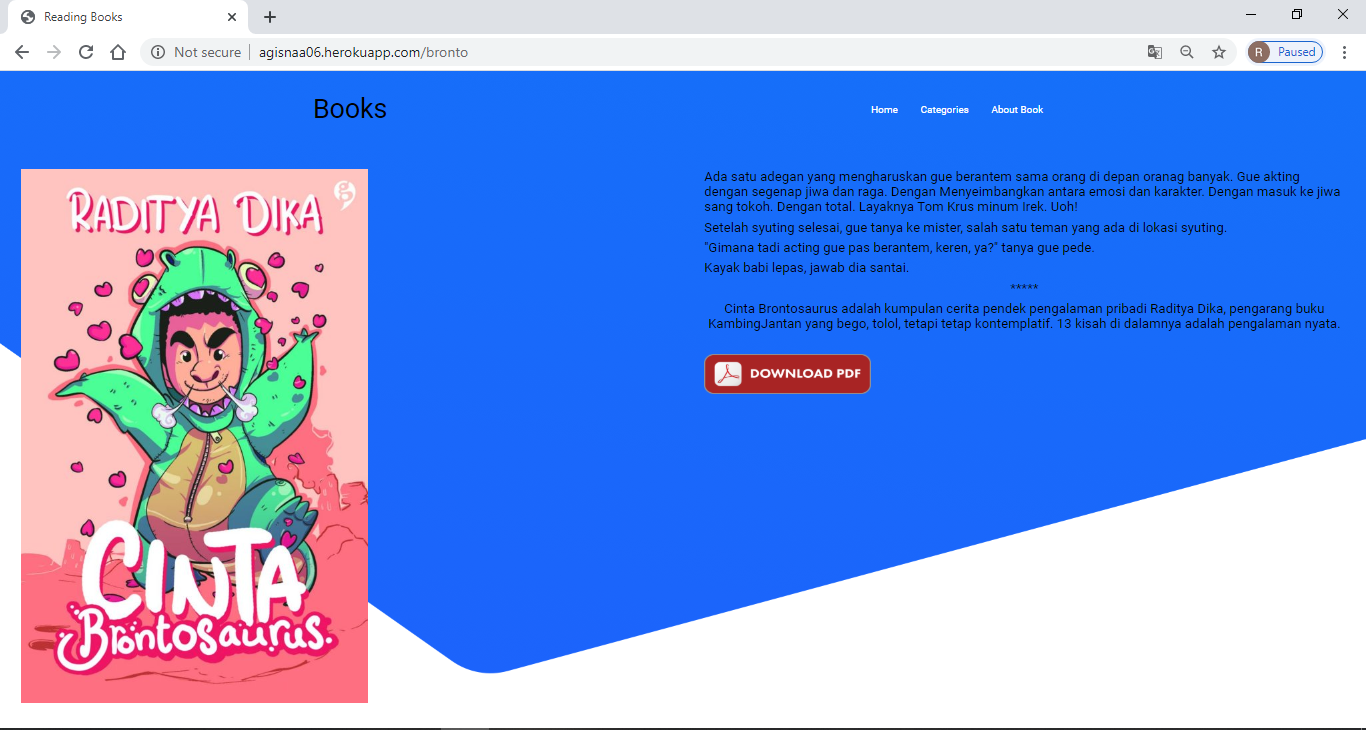 Reading Books
Not secure
agisnaa06.herokuapp.com/bronto
R
Paused
Books
Home
Categories
About Book
RADITYA DIKA
CINTA
Brontosaurus.
Ada satu adegan yang mengharuskan gue berantem sama orang di depan oranag banyak. Gue akting
dengan segenap jiwa dan raga. Dengan Menyeimbangkan antara emosi dan karakter. Dengan masuk ke jiwa
sang tokoh. Dengan total. Layaknya Tom Krus minum Irek. Uoh!
Setelah syuting selesai, gue tanya ke mister, salah satu teman yang ada di lokasi syuting.
"Gimana tadi acting gue pas berantem, keren, ya?" tanya gue pede.
Kayak babi lepas, jawab dia santai.
*****
Cinta Brontosaurus adalah kumpulan cerita pendek pengalaman pribadi Raditya Dika, pengarang buku
KambingJantan yang bego, tolol, tetapi tetap kontemplatif. 13 kisah di dalamnya adalah pengalaman nyata.
DOWNLOAD PDF